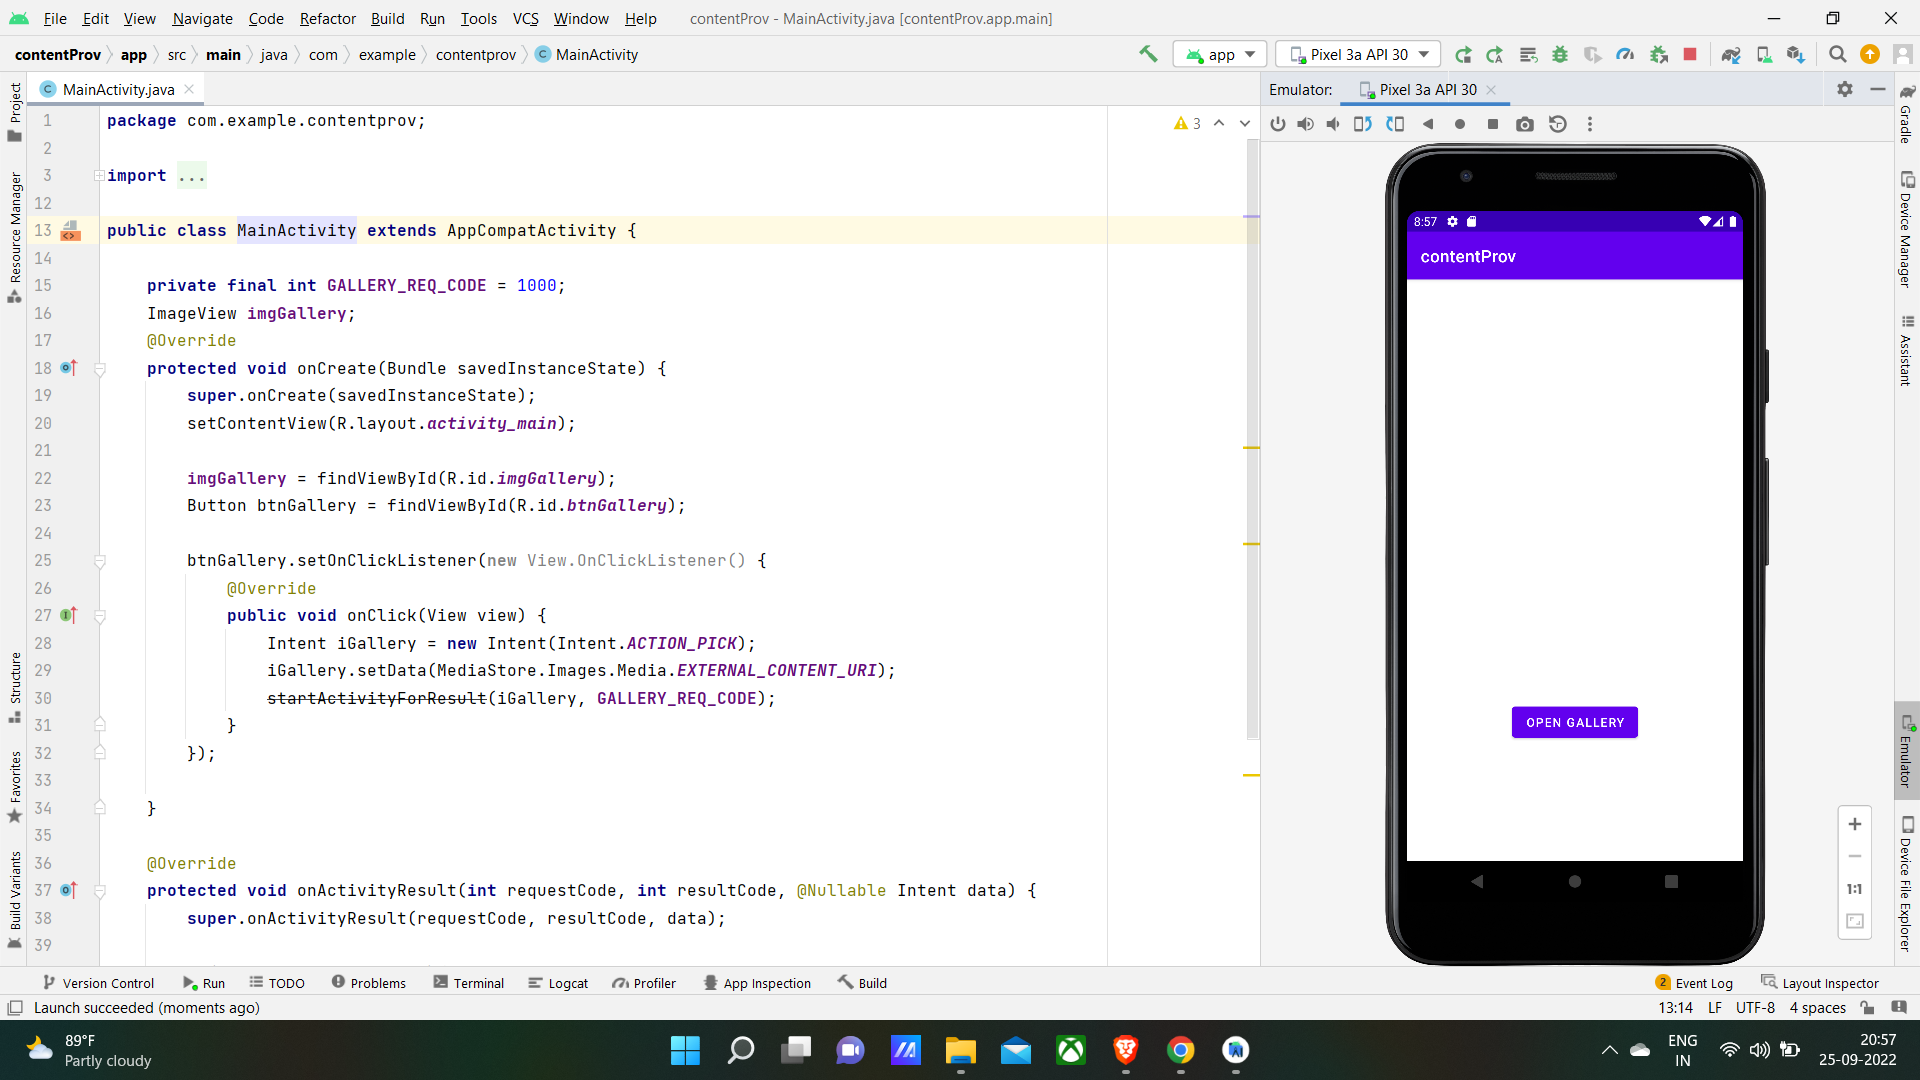 File Edit View Navigate Code Refactor Build Run Tools VCS Window Help contentProv - MainActivity.java [contentProv.app.main]
contentProv app src main java com example contentprov MainActivity app Pixel 3a API 30
MainActivity.java
Emulator: Pixel 3a API 30
3
1 package com.example.contentprov;
2
3 import ...
12
13 public class MainActivity extends AppCompatActivity {
14
15 private final int GALLERY_REQ_CODE = 1000;
16 ImageView imgGallery;
17 @Override
18 protected void onCreate(Bundle savedInstanceState) {
19 super.onCreate(savedInstanceState);
20 setContentView(R.layout.activity_main);
21
22 imgGallery = findViewById(R.id.imgGallery);
23 Button btnGallery = findViewById(R.id.btnGallery);
24
25 btnGallery.setOnClickListener(new View.OnClickListener() {
26 @Override
27 public void onClick(View view) {
28 Intent iGallery = new Intent(Intent.ACTION_PICK);
29 iGallery.setData(MediaStore.Images.Media.EXTERNAL_CONTENT_URI);
30 startActivityForResult(iGallery, GALLERY_REQ_CODE);
31 }
32 });
33
34 }
35
36 @Override
37 protected void onActivityResult(int requestCode, int resultCode, @Nullable Intent data) {
38 super.onActivityResult(requestCode, resultCode, data);
39
Project
Resource Manager
Structure
Favorites
Build Variants
8:57
contentProv
OPEN GALLERY
1:1
Gradle
Device Manager
Assistant
Emulator
Device File Explorer
Version Control Run TODO Problems Terminal Logcat Profiler App Inspection Build 2 Event Log Layout Inspector
Launch succeeded (moments ago) 13:14 LF UTF-8 4 spaces
89°F
Partly cloudy
ENG
IN
20:57
25-09-2022